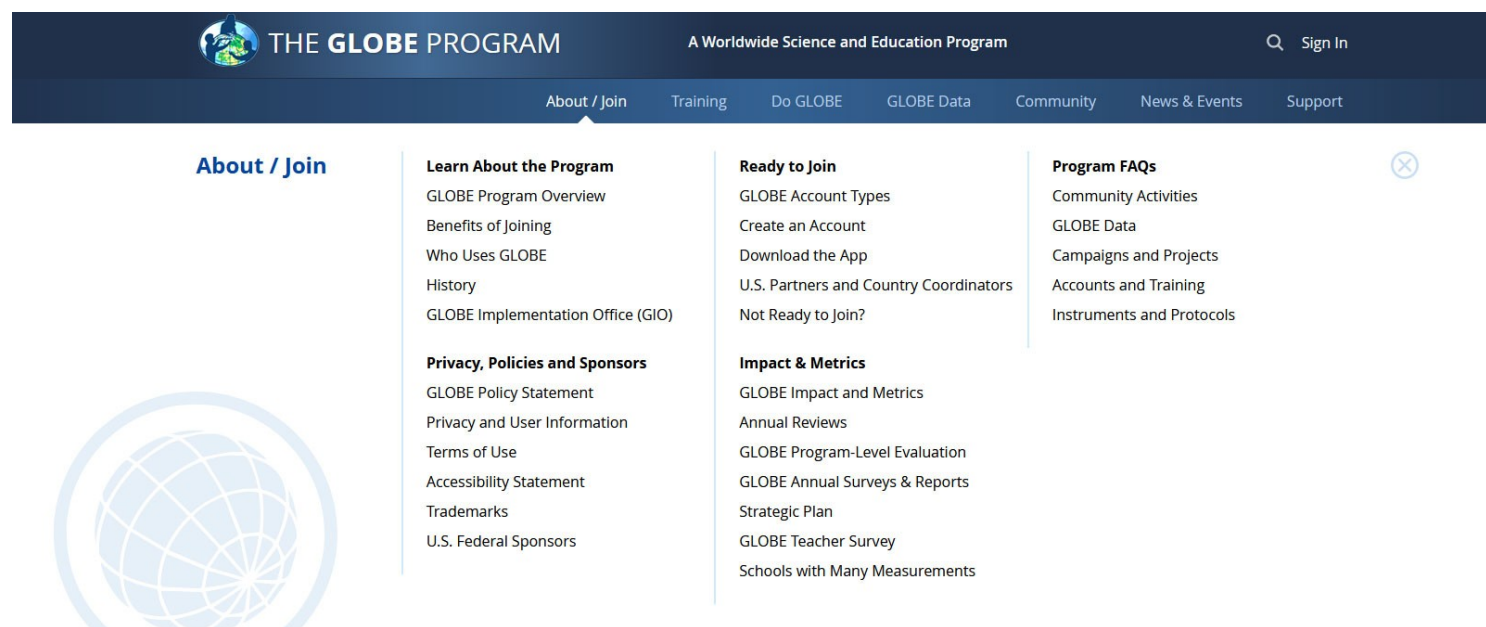 THE GLOBE PROGRAM
A Worldwide Science and Education Program
Sign In
About / Join
Training
Do GLOBE
GLOBE Data
Community
News & Events
Support
About / Join
Learn About the Program
GLOBE Program Overview
Benefits of Joining
Who Uses GLOBE
History
GLOBE Implementation Office (GIO)
Privacy, Policies and Sponsors
GLOBE Policy Statement
Privacy and User Information
Terms of Use
Accessibility Statement
Trademarks
U.S. Federal Sponsors
Ready to Join
GLOBE Account Types
Create an Account
Download the App
U.S. Partners and Country Coordinators
Not Ready to Join?
Impact & Metrics
GLOBE Impact and Metrics
Annual Reviews
GLOBE Program-Level Evaluation
GLOBE Annual Surveys & Reports
Strategic Plan
GLOBE Teacher Survey
Schools with Many Measurements
Program FAQs
Community Activities
GLOBE Data
Campaigns and Projects
Accounts and Training
Instruments and Protocols